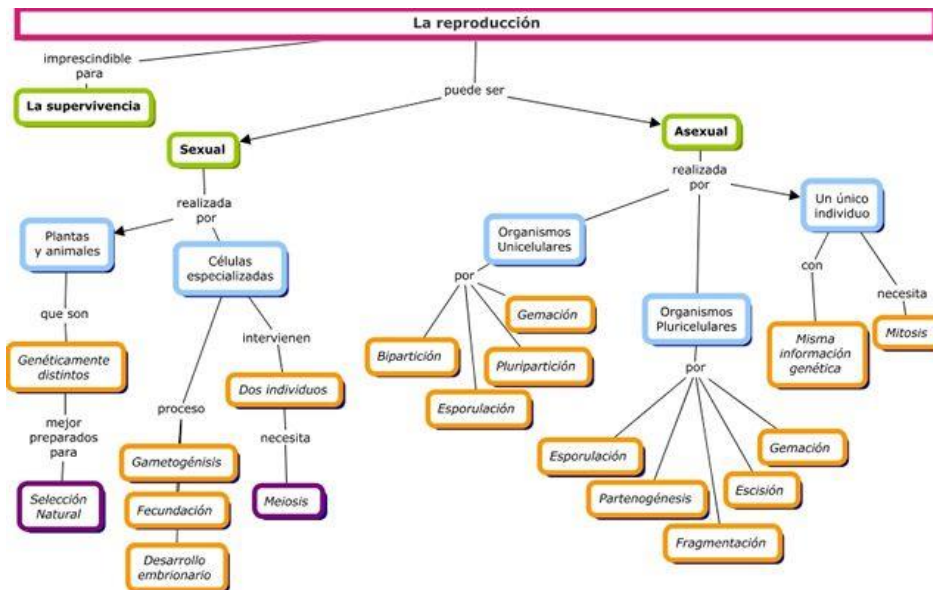 La reproducción
imprescindible
para
La supervivencia
puede ser
Sexual
realizada
por
Plantas
y animales
que son
Genéticamente
distintos
mejor
preparados
para
Selección
Natural
Células
especializadas
proceso
Gametogénisis
Fecundación
Desarrollo
embrionario
intervienen
Dos individuos
necesita
Meiosis
Asexual
realizada
por
Organismos
Unicelulares
por
Bipartición
Esporulación
Pluripartición
Gemación
Organismos
Pluricelulares
por
Esporulación
Partenogénesis
Fragmentación
Escisión
Gemación
Un único
individuo
con
Misma
información
genética
necesita
Mitosis